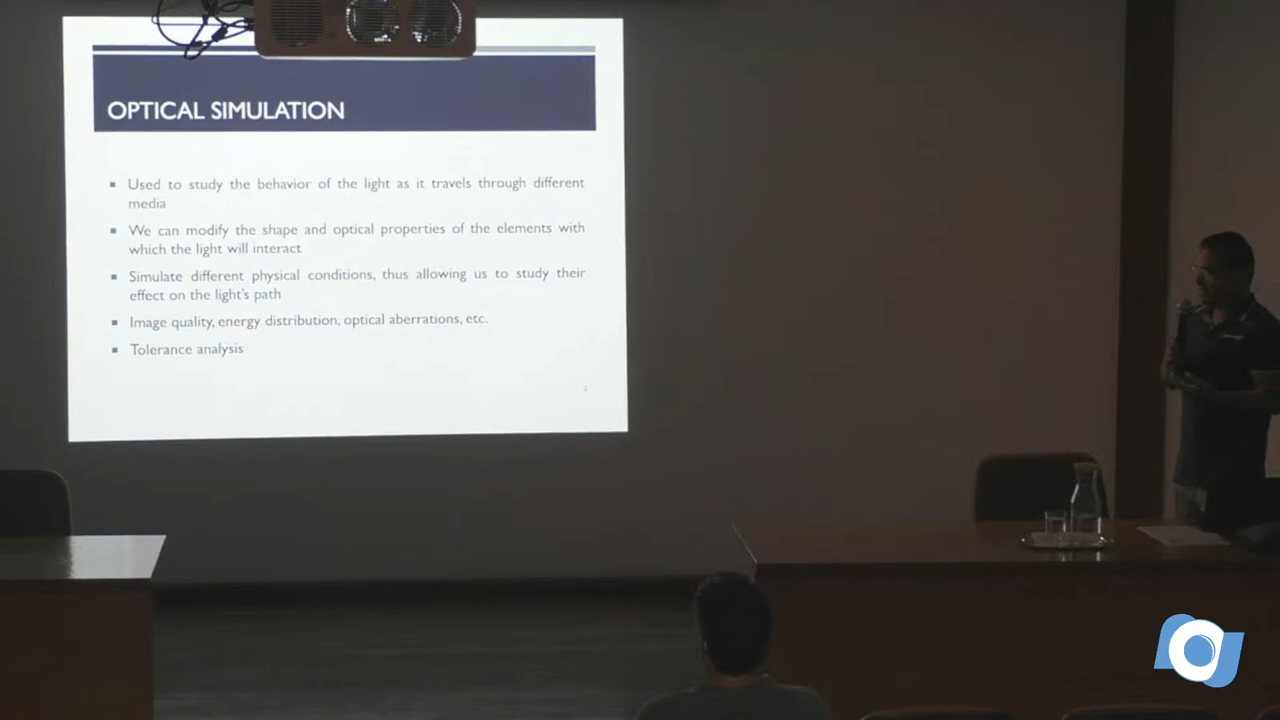 OPTICAL SIMULATION
▪ Used to study the behavior of the light as it travels through different
media
▪ We can modify the shape and optical properties of the elements with
which the light will interact
▪ Simulate different physical conditions, thus allowing us to study their
effect on the light's path
▪ Image quality, energy distribution, optical aberrations, etc.
▪ Tolerance analysis